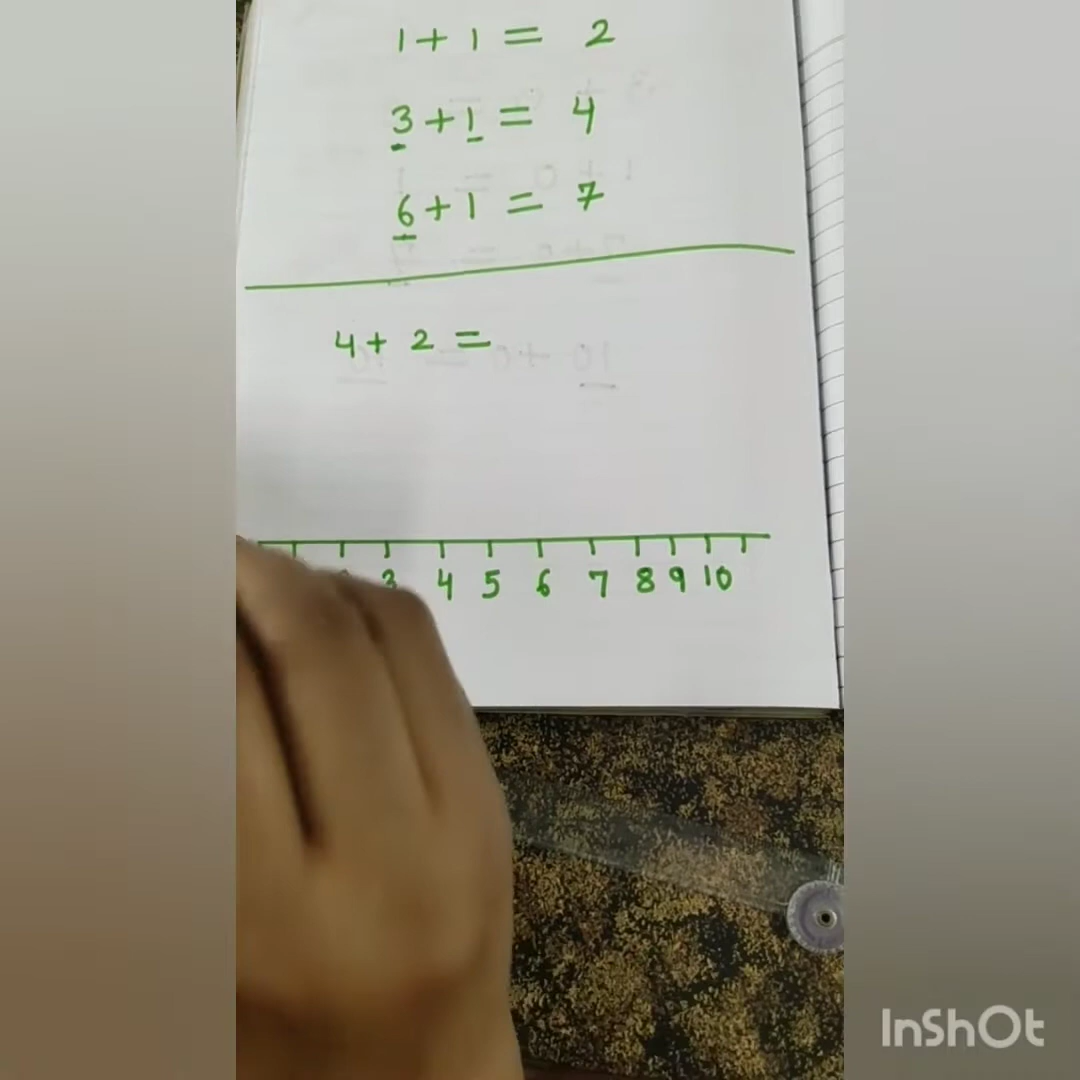 1 + 1 = 2
3 + 1 = 4
6 + 1 = 7
4 + 2 =
3 4 5 6 7 8 9 10
InShOt